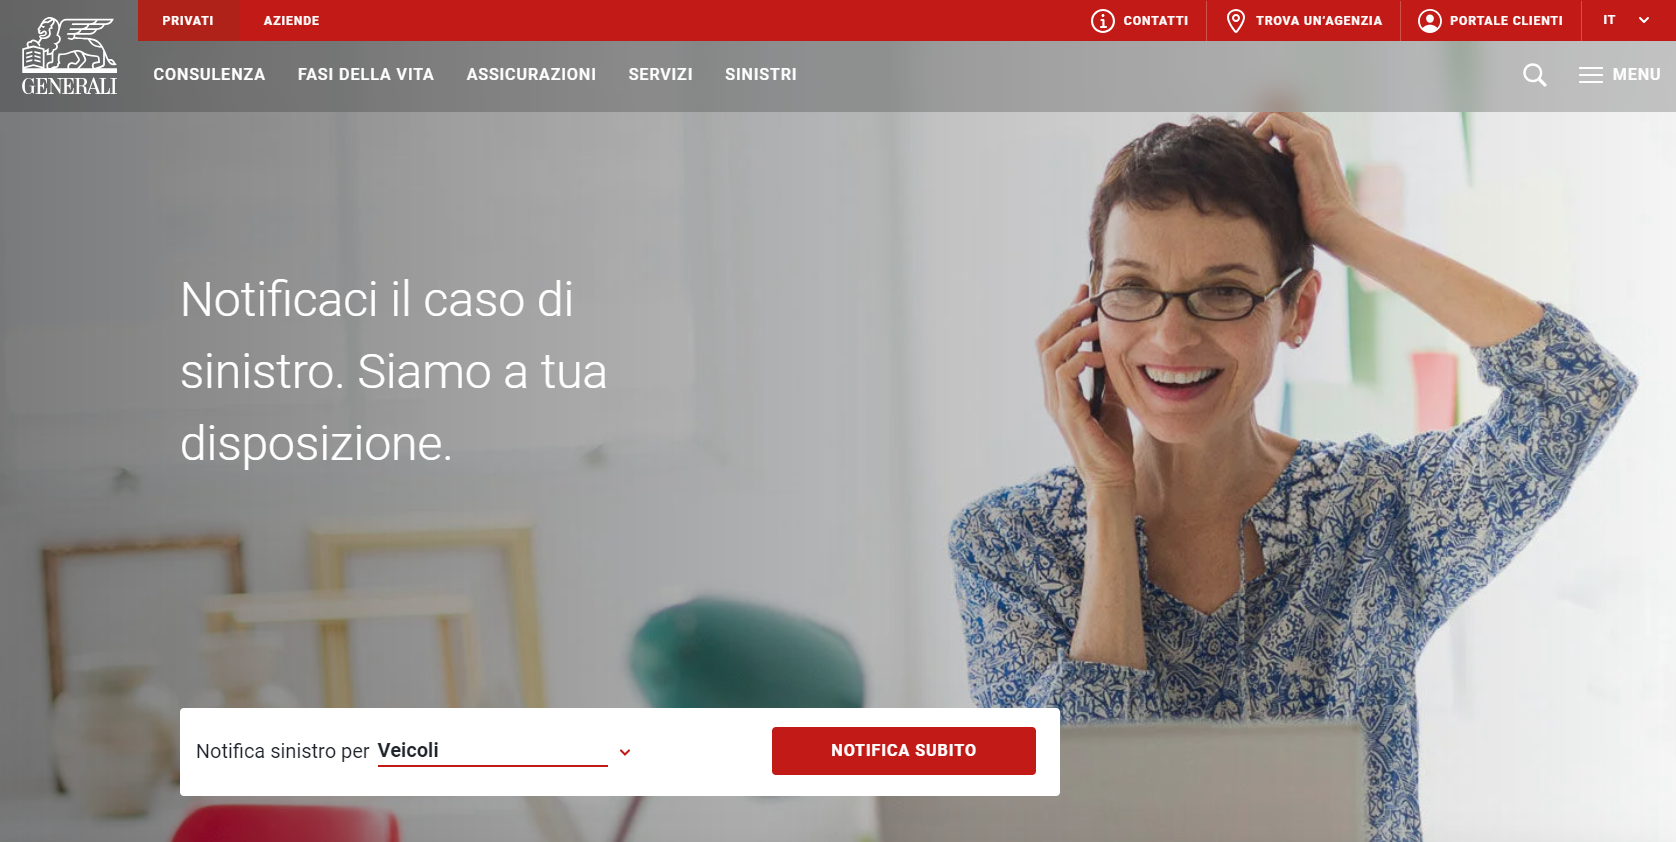 PRIVATI AZIENDE CONTATTI TROVA UN'AGENZIA PORTALE CLIENTI IT
GENERALI
CONSULENZA FASI DELLA VITA ASSICURAZIONI SERVIZI SINISTRI MENU
Notificaci il caso di
sinistro. Siamo a tua
disposizione.
Notifica sinistro per Veicoli NOTIFICA SUBITO